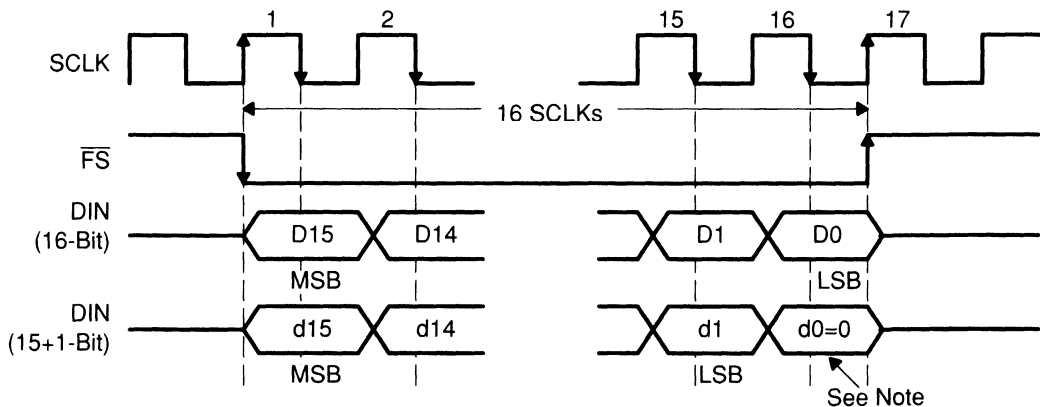 1 2 15 16 17
SCLK
16 SCLKs
FS
DIN
(16-Bit)
D15 D14 D1 D0
MSB LSB
DIN
(15+1-Bit)
d15 d14 d1 d0=0
MSB LSB
See Note